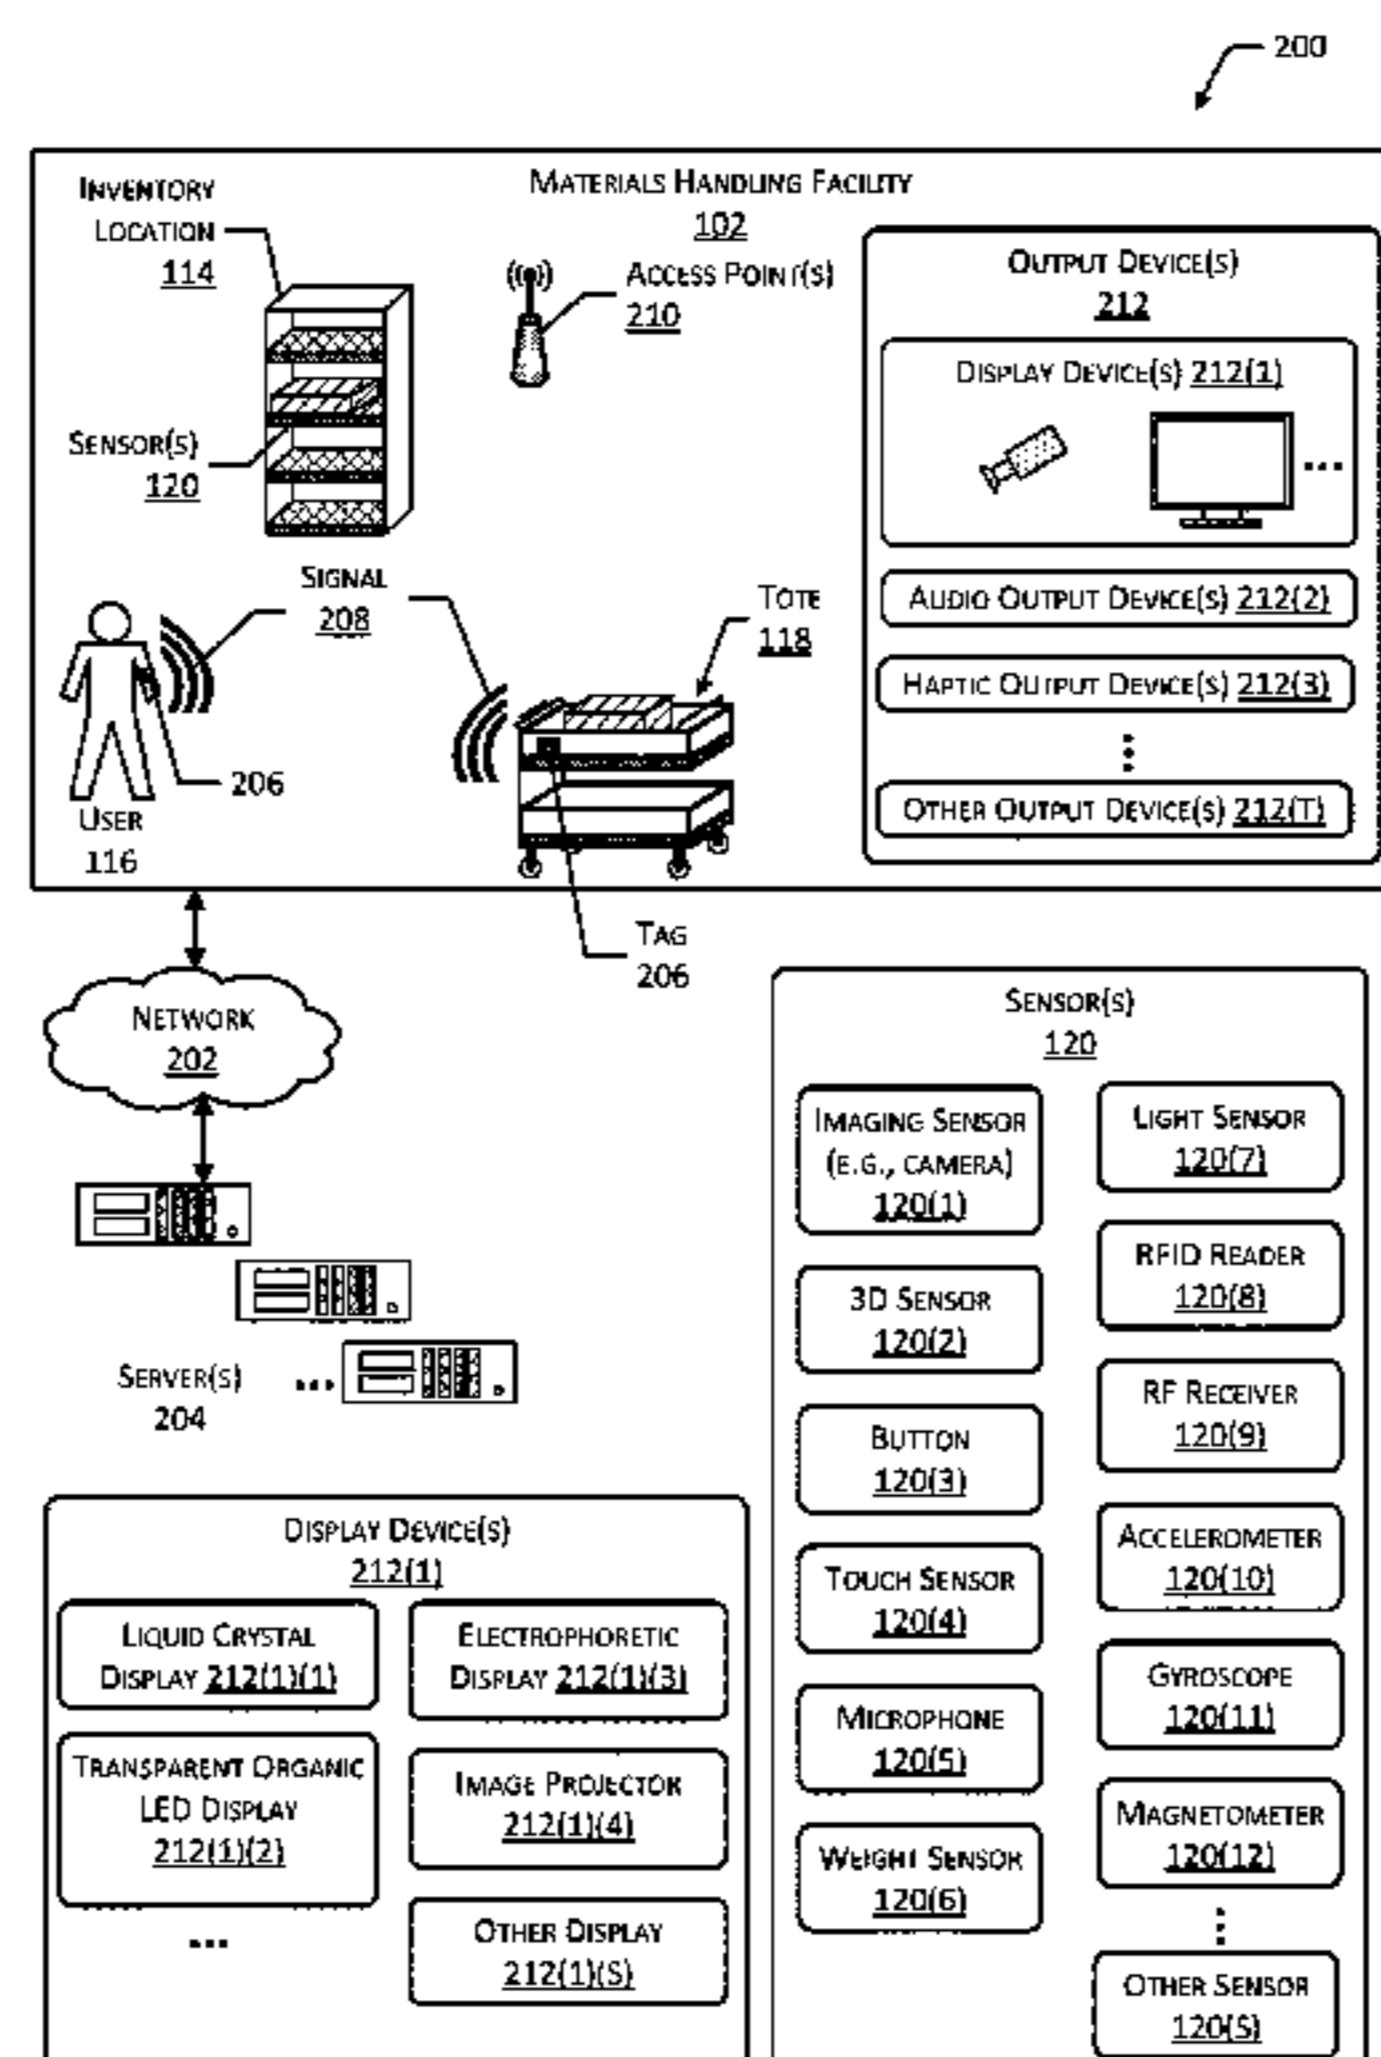 200
MATERIALS HANDLING FACILITY
102
INVENTORY
LOCATION
114
ACCESS POINT(S)
210
SENSOR(S)
120
SIGNAL
208
TOTE
118
206
USER
116
TAG
206
OUTPUT DEVICE(S)
212
DISPLAY DEVICE(S) 212(1)
...
AUDIO OUTPUT DEVICE(S) 212(2)
HAPTIC OUTPUT DEVICE(S) 212(3)
OTHER OUTPUT DEVICE(S) 212(T)
NETWORK
202
SERVER(S)
204
...
DISPLAY DEVICE(S)
212(1)
LIQUID CRYSTAL
DISPLAY 212(1)(1)
TRANSPARENT ORGANIC
LED DISPLAY
212(1)(2)
...
ELECTROPHORETIC
DISPLAY 212(1)(3)
IMAGE PROJECTOR
212(1)(4)
OTHER DISPLAY
212(1)(S)
SENSOR(S)
120
IMAGING SENSOR
(E.G., CAMERA)
120(1)
3D SENSOR
120(2)
BUTTON
120(3)
TOUCH SENSOR
120(4)
MICROPHONE
120(5)
WEIGHT SENSOR
120(6)
LIGHT SENSOR
120(7)
RFID READER
120(8)
RF RECEIVER
120(9)
ACCELEROMETER
120(10)
GYROSCOPE
120(11)
MAGNETOMETER
120(12)
OTHER SENSOR
120(S)